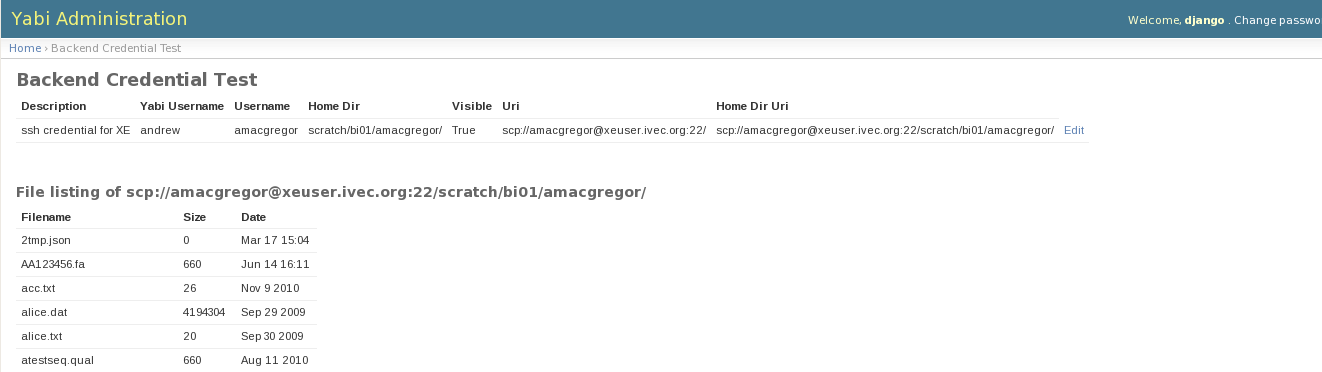 Yabi Administration
Welcome, django . Change passwo
Home › Backend Credential Test
Backend Credential Test
Description Yabi Username Username Home Dir Visible Uri Home Dir Uri
ssh credential for XE andrew amacgregor scratch/bi01/amacgregor/ True scp://amacgregor@xeuser.ivec.org:22/ scp://amacgregor@xeuser.ivec.org:22/scratch/bi01/amacgregor/ Edit
File listing of scp://amacgregor@xeuser.ivec.org:22/scratch/bi01/amacgregor/
Filename Size Date
2tmp.json 0 Mar 17 15:04
AA123456.fa 660 Jun 14 16:11
acc.txt 26 Nov 9 2010
alice.dat 4194304 Sep 29 2009
alice.txt 20 Sep 30 2009
atestseq.qual 660 Aug 11 2010